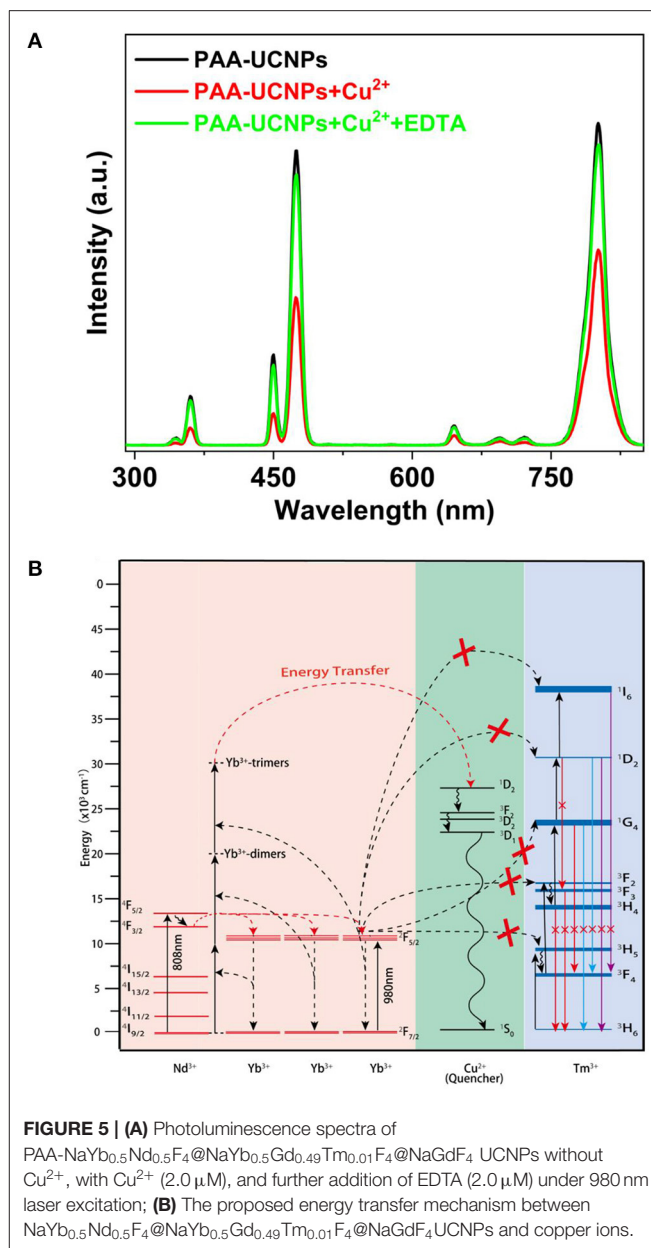 A
PAA-UCNPs
PAA-UCNPs+Cu²⁺
PAA-UCNPs+Cu²⁺+EDTA
Intensity (a.u.)
300 450 600 750
Wavelength (nm)
B
Energy (x10³ cm⁻¹)
0
45
40
35
30
25
20
15
10
5
0
Energy Transfer
Yb³⁺-trimers
Yb³⁺-dimers
⁴F₅/₂
⁴F₃/₂
⁴I₁₅/₂
⁴I₁₃/₂
⁴I₁₁/₂
⁴I₉/₂
808nm
²F₅/₂
980nm
²F₇/₂
¹D₂
³F₂
³D₂
³D₁
¹S₀
¹I₆
¹D₂
¹G₄
³F₂
³F₃
³H₄
³H₅
³F₄
³H₆
Nd³⁺ Yb³⁺ Yb³⁺ Yb³⁺ Cu²⁺ Tm³⁺
(Quencher)
FIGURE 5 | (A) Photoluminescence spectra of
PAA-NaYb₀.₅Nd₀.₅F₄@NaYb₀.₅Gd₀.₄₉Tm₀.₀₁F₄@NaGdF₄ UCNPs without
Cu²⁺, with Cu²⁺ (2.0 μM), and further addition of EDTA (2.0 μM) under 980 nm
laser excitation; (B) The proposed energy transfer mechanism between
NaYb₀.₅Nd₀.₅F₄@NaYb₀.₅Gd₀.₄₉Tm₀.₀₁F₄@NaGdF₄UCNPs and copper ions.